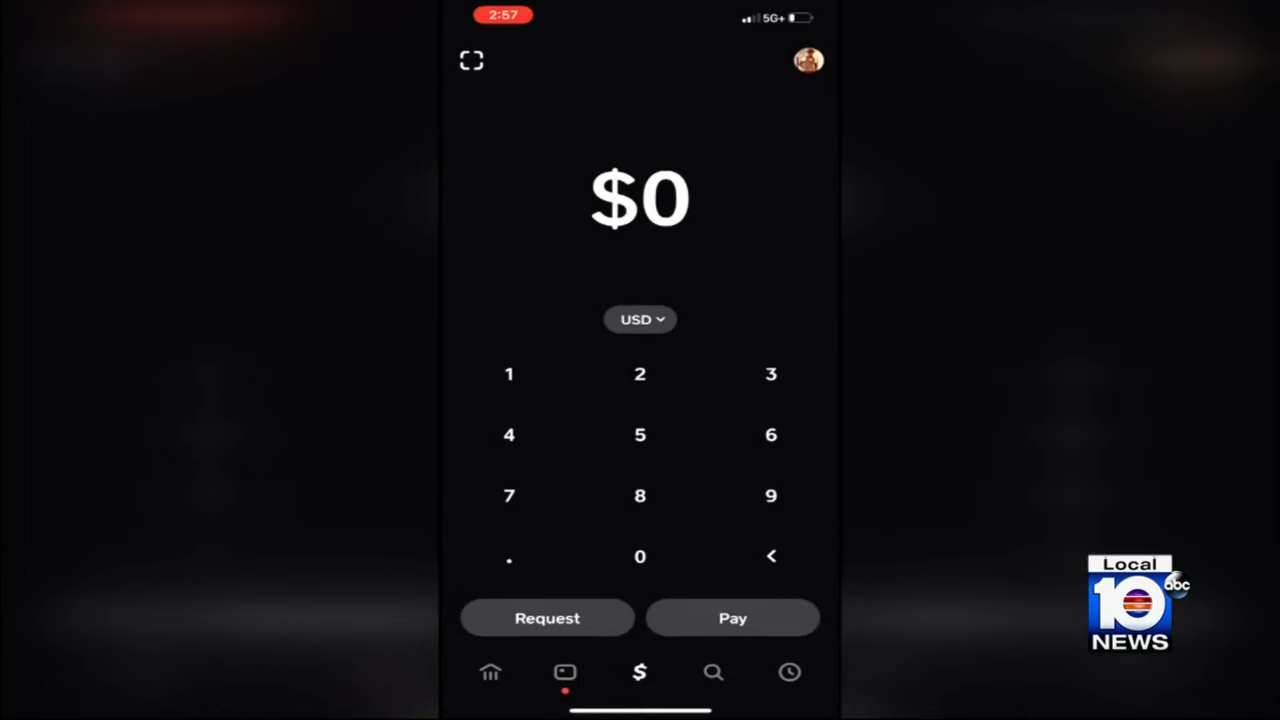 2:57
5G+
$0
USD
1 2 3
4 5 6
7 8 9
. 0 <
Request Pay
$
Local
10
abc
NEWS